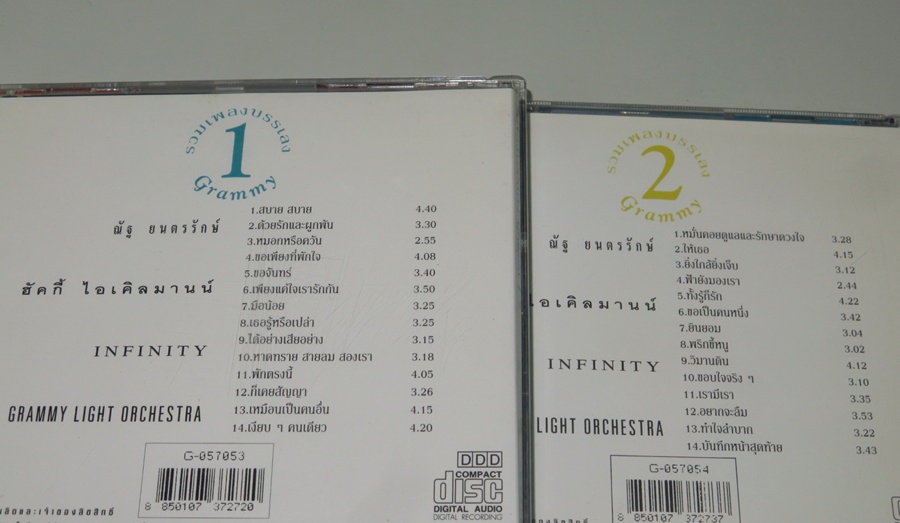 รวมเพลงบรรเลง
1
Grammy
ณัฐ ยนตรรักษ์
ฮัคกี้ ไอเคิลมานน์
INFINITY
GRAMMY LIGHT ORCHESTRA
1.สบาย สบาย 4.40
2.ด้วยรักและผูกพัน 3.30
3.หมอกหรือควัน 2.55
4.ขอเพียงที่พักใจ 4.08
5.ขอจันทร์ 3.40
6.เพียงแค่ใจเรารักกัน 3.50
7.มือน้อย 3.25
8.เธอรู้หรือเปล่า 3.25
9.ได้อย่างเสียอย่าง 3.15
10.หาดทราย สายลม สองเรา 3.18
11.พักตรงนี้ 4.05
12.ก็เคยสัญญา 3.26
13.เหมือนเป็นคนอื่น 4.15
14.เงียบ ๆ คนเดียว 4.20
G-057053
8 850107 372720
DDD
COMPACT
disc
DIGITAL AUDIO
DIGITAL RECORDING
ผลิตและเจ้าของลิขสิทธิ์
รวมเพลงบรรเลง
2
Grammy
ณัฐ ยนตรรักษ์
ไอเคิลมานน์
INFINITY
LIGHT ORCHESTRA
1.หมั่นคอยดูแลและรักษาดวงใจ 3.28
2.ให้เธอ 4.15
3.ยิ่งใกล้ยิ่งเจ็บ 3.12
4.ฟ้ายังมองเรา 2.44
5.ทั้งรู้ก็รัก 4.22
6.ขอเป็นคนหนึ่ง 3.42
7.ยินยอม 3.04
8.พริกขี้หนู 3.02
9.วิมานดิน 4.12
10.ขอบใจจริง ๆ 3.10
11.เรามีเรา 3.35
12.อยากจะลืม 3.53
13.ทำใจลำบาก 3.22
14.บันทึกหน้าสุดท้าย 3.43
G-057054
8 850107 372737